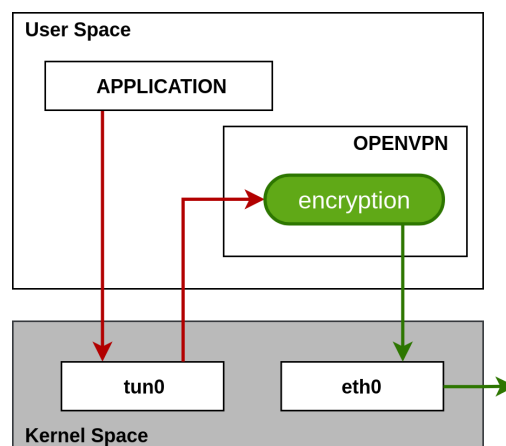 User Space
APPLICATION
OPENVPN
encryption
tun0
eth0
Kernel Space